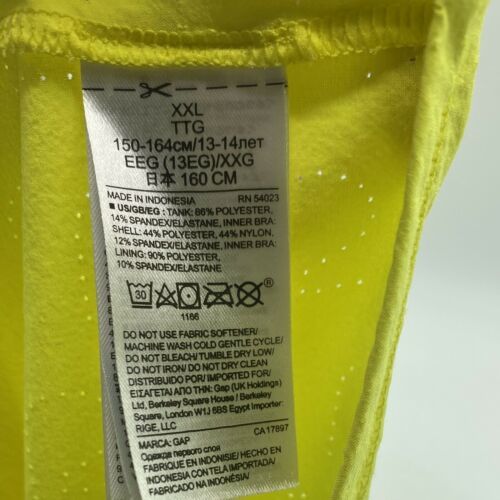 XXL
TTG
150-164см/13-14лет
EEG (13EG)/XXG
日本 160 CM
MADE IN INDONESIA RN 54023
■ US/GB/EG : TANK: 86% POLYESTER,
14% SPANDEX/ELASTANE, INNER BRA:
SHELL: 44% POLYESTER, 44% NYLON,
12% SPANDEX/ELASTANE, INNER BRA:
LINING: 90% POLYESTER,
10% SPANDEX/ELASTANE
30
1166
DO NOT USE FABRIC SOFTENER/
MACHINE WASH COLD GENTLE CYCLE/
DO NOT BLEACH/TUMBLE DRY LOW/
DO NOT IRON/DO NOT DRY CLEAN
DISTRIBUIDO POR/ IMPORTED BY/
ΕΙΣΑΓΕΤΑΙ ΑΠΟ ΤΗΝ: Gap (UK Holdings)
Ltd, Berkeley Square House/ Berkeley
Square, London W1J 6BS Egypt Importer:
RIGE, LLC
CA17897
MARCA: GAP
Одежда первого слоя
FABRIQUE EN INDONESIE/ HECHO EN
INDONESIA/
CON TELA IMPORTADA/
FABRICADO NA INDONÉSIA